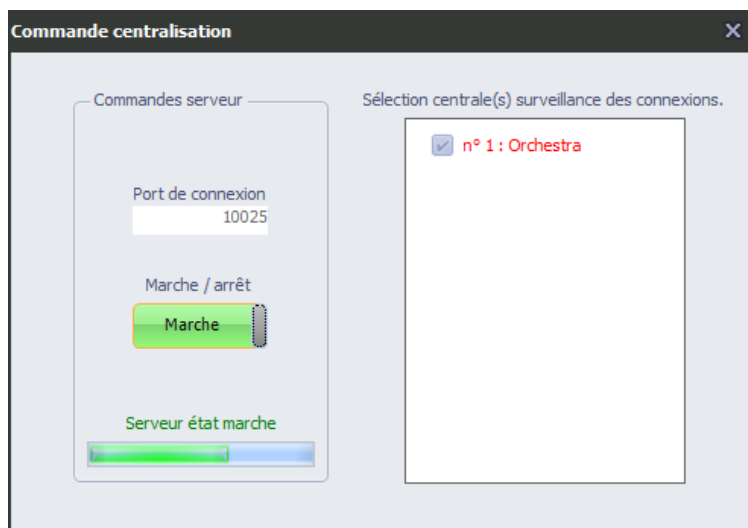 Commande centralisation
Commandes serveur
Port de connexion
10025
Marche / arrêt
Marche
Serveur état marche
Sélection centrale(s) surveillance des connexions.
n° 1 : Orchestra